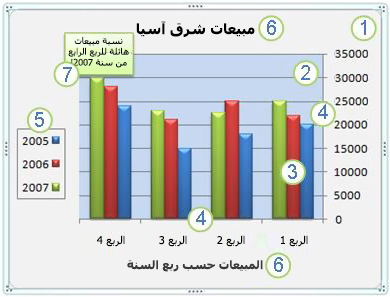 1
6 مبيعات شرق آسيا
نسبة مبيعات
هائلة للربع الرابع
من سنة 2007!
7
35000
30000
25000
20000
15000
10000
5000
0
2
4
3
4
5
2005
2006
2007
الربع 1
الربع 2
الربع 3
الربع 4
6 المبيعات حسب ربع السنة